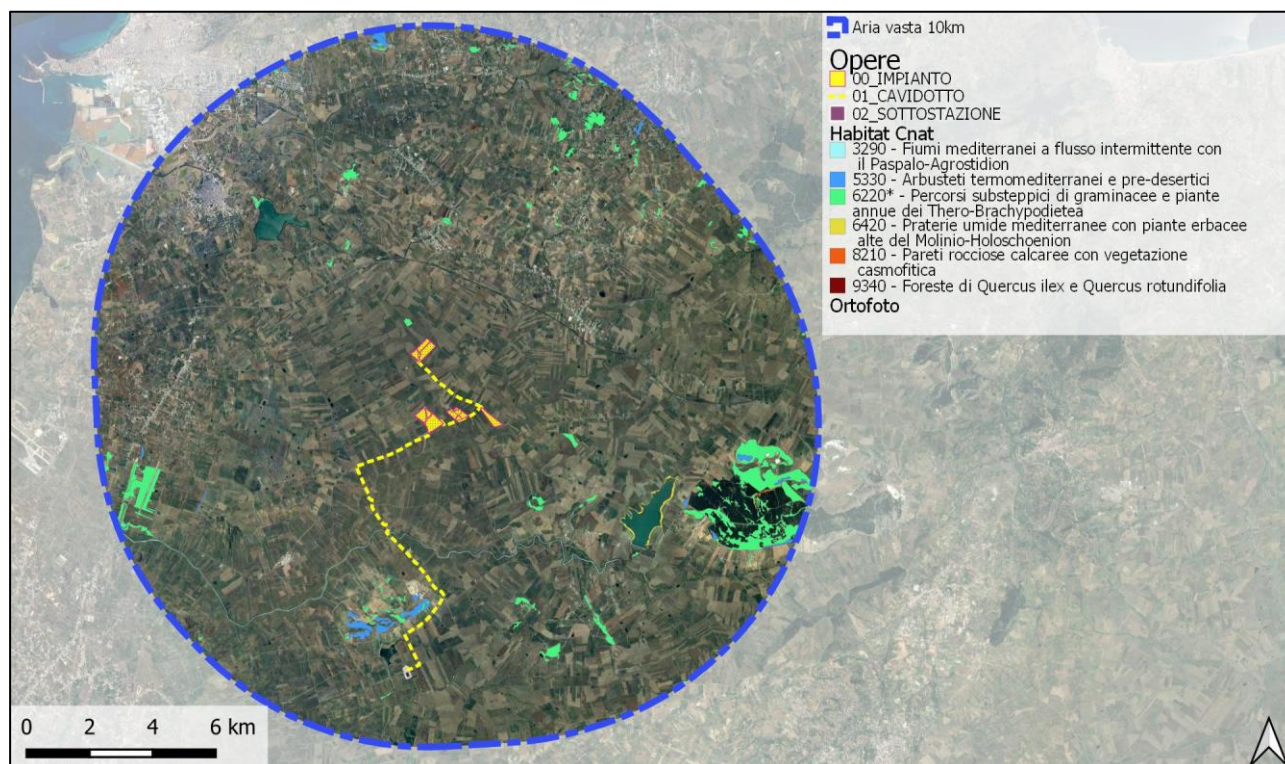 Aria vasta 10km
Opere
00_IMPIANTO
01_CAVIDOTTO
02_SOTTOSTAZIONE
Habitat Cnat
3290 - Fiumi mediterranei a flusso intermittente con
il Paspalo-Agrostidion
5330 - Arbusteti termomediterranei e pre-desertici
6220* - Percorsi substeppici di graminacee e piante
annue dei Thero-Brachypodietea
6420 - Praterie umide mediterranee con piante erbacee
alte del Molinio-Holoschoenion
8210 - Pareti rocciose calcaree con vegetazione
casmofitica
9340 - Foreste di Quercus ilex e Quercus rotundifolia
Ortofoto
0 2 4 6 km